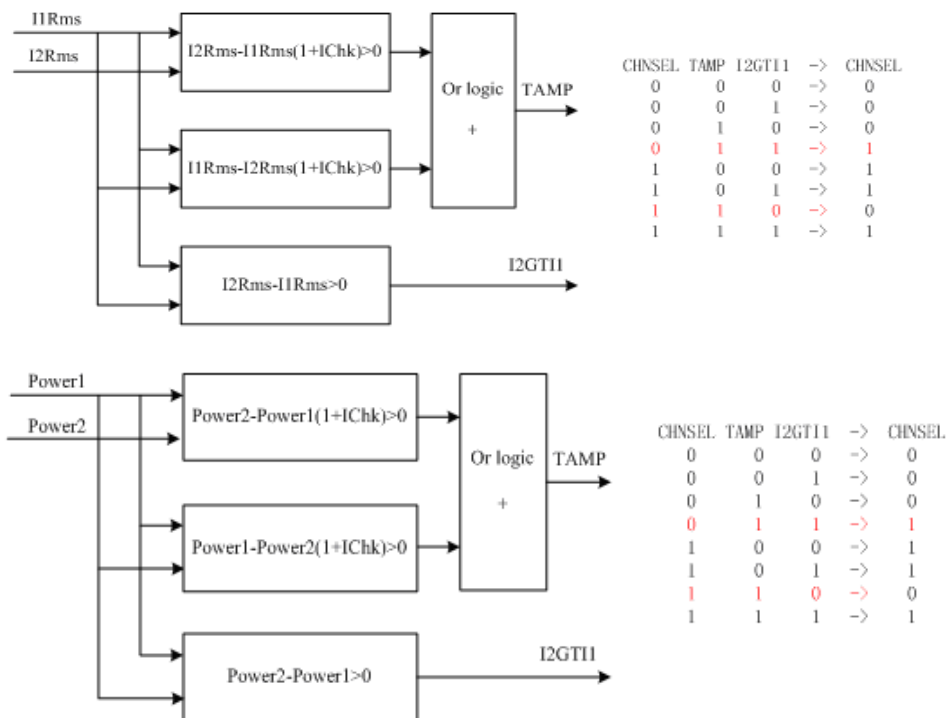 I1Rms
I2Rms
I2Rms-I1Rms(1+IChk)>0
I1Rms-I2Rms(1+IChk)>0
I2Rms-I1Rms>0
Or logic
+
TAMP
I2GTI1
CHNSEL TAMP I2GTI1 -> CHNSEL
0 0 0 -> 0
0 0 1 -> 0
0 1 0 -> 0
0 1 1 -> 1
1 0 0 -> 1
1 0 1 -> 1
1 1 0 -> 0
1 1 1 -> 1
Power1
Power2
Power2-Power1(1+IChk)>0
Power1-Power2(1+IChk)>0
Power2-Power1>0
Or logic
+
TAMP
I2GTI1
CHNSEL TAMP I2GTI1 -> CHNSEL
0 0 0 -> 0
0 0 1 -> 0
0 1 0 -> 0
0 1 1 -> 1
1 0 0 -> 1
1 0 1 -> 1
1 1 0 -> 0
1 1 1 -> 1